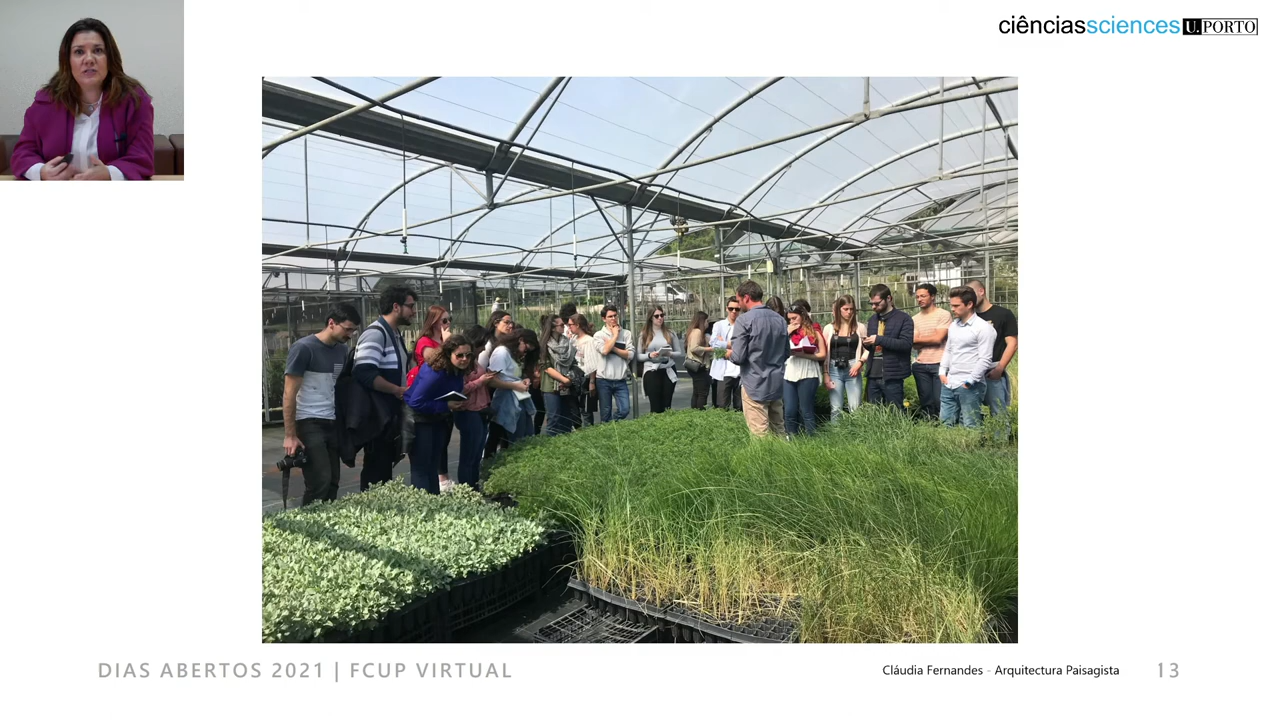 ciênciassciences U.PORTO
DIAS ABERTOS 2021 | FCUP VIRTUAL
Cláudia Fernandes - Arquitectura Paisagista
13